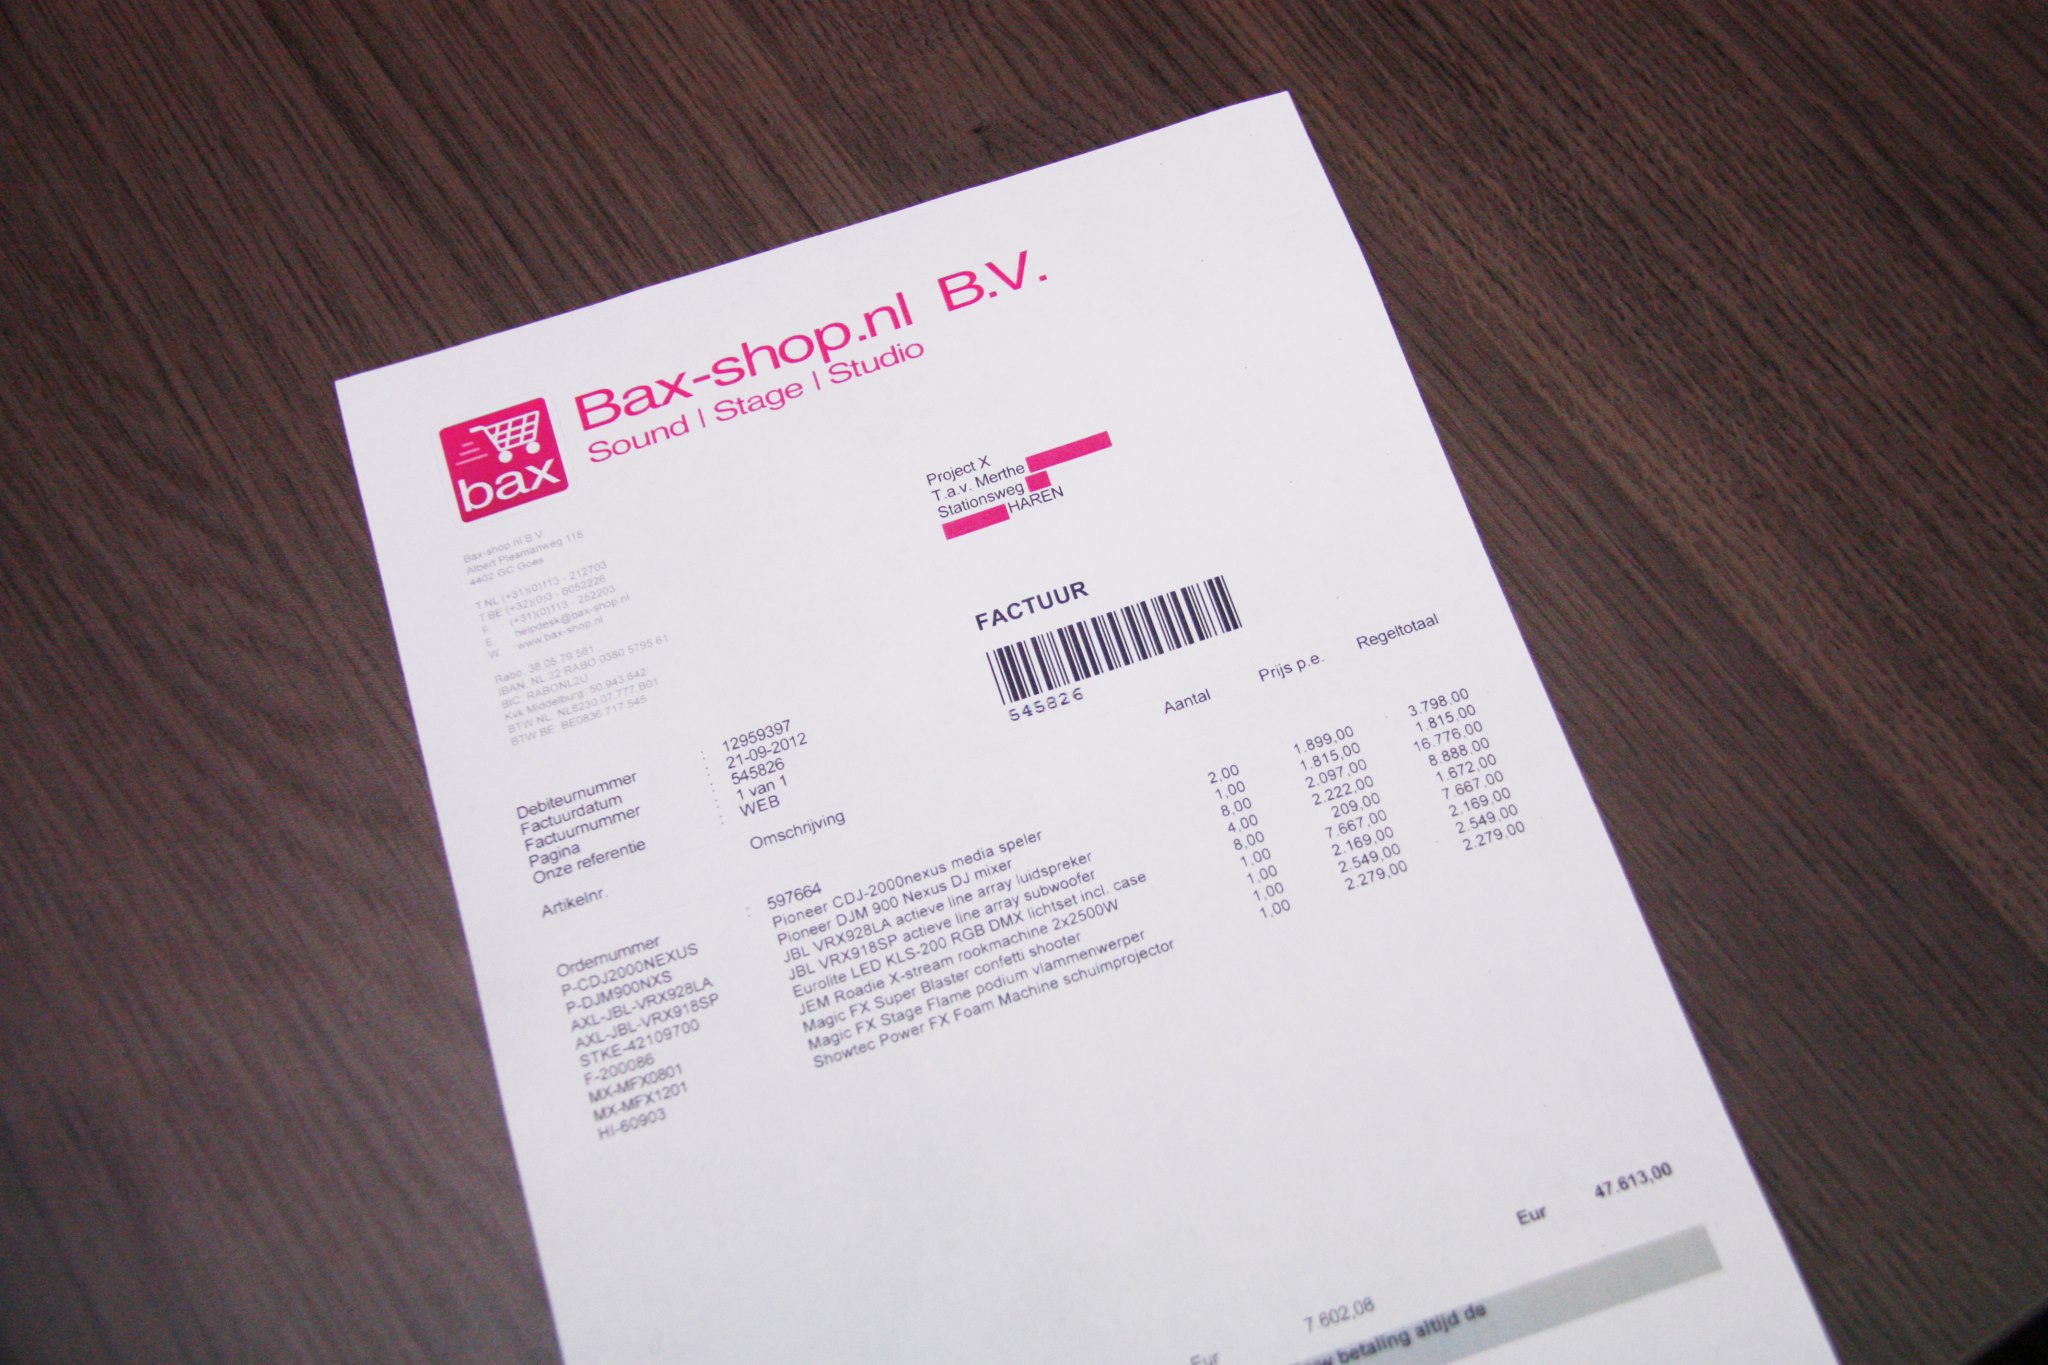 bax
Bax-shop.nl B.V.
Sound | Stage | Studio
Project X
T.a.v. Merthe
Stationsweg
HAREN
Bax-shop.nl B.V.
Albert Plesmanweg 118
4402 GC Goes
T NL (+31)(0)113 - 212703
T BE (+32)(0)3 - 8052226
F (+31)(0)113 - 252203
E helpdesk@bax-shop.nl
W www.bax-shop.nl
Rabo: 38.05.79.561
IBAN: NL 32 RABO 0380 5795 61
BIC: RABONL2U
Kvk Middelburg: 50.943.642
BTW NL: NL8230.07.777.B01
BTW BE: BE0836.717.545
FACTUUR
545826
Debiteurnummer : 12959397
Factuurdatum : 21-09-2012
Factuurnummer : 545826
Pagina : 1 van 1
Onze referentie : WEB
Artikelnr. Omschrijving Aantal Prijs p.e. Regeltotaal
Ordernummer : 597664
P-CDJ2000NEXUS Pioneer CDJ-2000nexus media speler 2,00 1.899,00 3.798,00
P-DJM900NXS Pioneer DJM 900 Nexus DJ mixer 1,00 1.815,00 1.815,00
AXL-JBL-VRX928LA JBL VRX928LA actieve line array luidspreker 8,00 2.097,00 16.776,00
AXL-JBL-VRX918SP JBL VRX918SP actieve line array subwoofer 4,00 2.222,00 8.888,00
STKE-42109700 Eurolite LED KLS-200 RGB DMX lichtset incl. case 8,00 209,00 1.672,00
F-200086 JEM Roadie X-stream rookmachine 2x2500W 1,00 7.667,00 7.667,00
MX-MFX0801 Magic FX Super Blaster confetti shooter 1,00 2.169,00 2.169,00
MX-MFX1201 Magic FX Stage Flame podium vlammenwerper 1,00 2.549,00 2.549,00
HI-60903 Showtec Power FX Foam Machine schuimprojector 1,00 2.279,00 2.279,00
Eur 47.613,00
Eur 7.602,08
betaling altijd de